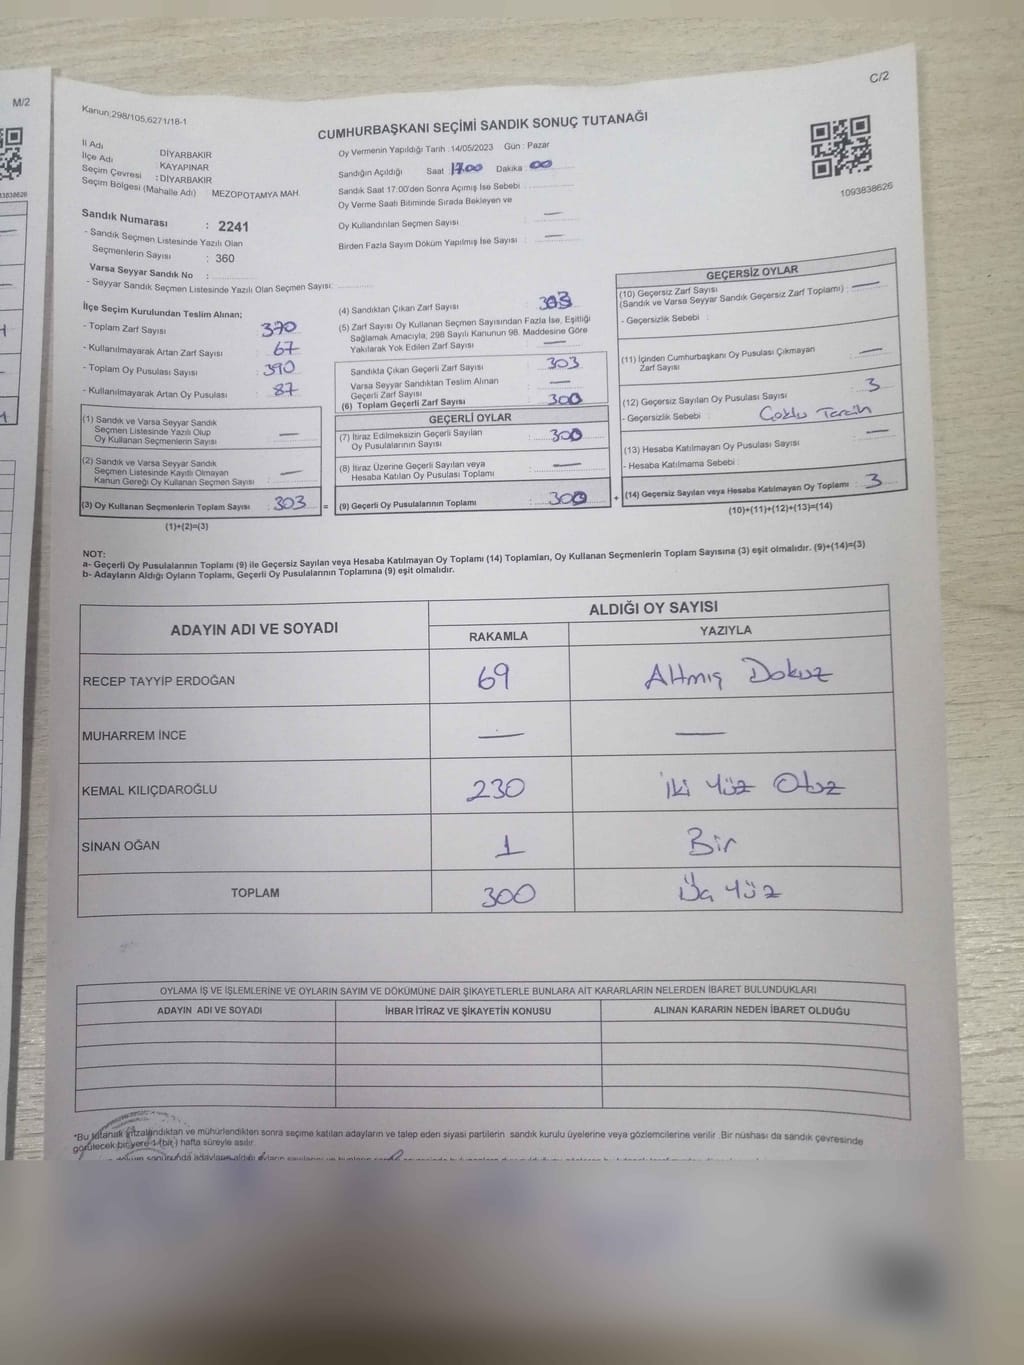 M/2
C/2
Kanun:298/105,6271/18-1
CUMHURBAŞKANI SEÇİMİ SANDIK SONUÇ TUTANAĞI
İl Adı DİYARBAKIR
İlçe Adı KAYAPINAR
Seçim Çevresi : DİYARBAKIR
Seçim Bölgesi (Mahalle Adı) MEZOPOTAMYA MAH.
Oy Vermenin Yapıldığı Tarih : 14/05/2023 Gün : Pazar
Sandığın Açıldığı Saat 17.00 Dakika : 00
Sandık Saat 17:00'den Sonra Açımış İse Sebebi :
Oy Verme Saati Bitiminde Sırada Bekleyen ve
Oy Kullandırılan Seçmen Sayısı : —
Birden Fazla Sayım Döküm Yapılmış İse Sayısı : —
1093838626
Sandık Numarası : 2241
- Sandık Seçmen Listesinde Yazılı Olan
Seçmenlerin Sayısı : 360
Varsa Seyyar Sandık No :
- Seyyar Sandık Seçmen Listesinde Yazılı Olan Seçmen Sayısı:
İlçe Seçim Kurulundan Teslim Alınan;
- Toplam Zarf Sayısı : 370
- Kullanılmayarak Artan Zarf Sayısı : 67
- Toplam Oy Pusulası Sayısı : 390
- Kullanılmayarak Artan Oy Pusulası : 87
(1) Sandık ve Varsa Seyyar Sandık
Seçmen Listesinde Yazılı Olup
Oy Kullanan Seçmenlerin Sayısı —
(2) Sandık ve Varsa Seyyar Sandık
Seçmen Listesinde Kayıtlı Olmayan
Kanun Gereği Oy Kullanan Seçmen Sayısı —
(3) Oy Kullanan Seçmenlerin Toplam Sayısı : 303 =
(1)+(2)=(3)
(4) Sandıktan Çıkan Zarf Sayısı : 303
(5) Zarf Sayısı Oy Kullanan Seçmen Sayısından Fazla İse, Eşitliği
Sağlamak Amacıyla; 298 Sayılı Kanunun 98. Maddesine Göre
Yakılarak Yok Edilen Zarf Sayısı : —
Sandıkta Çıkan Geçerli Zarf Sayısı : 303
Varsa Seyyar Sandıktan Teslim Alınan
Geçerli Zarf Sayısı : —
(6) Toplam Geçerli Zarf Sayısı : 300
GEÇERLİ OYLAR
(7) İtiraz Edilmeksizin Geçerli Sayılan
Oy Pusulalarının Sayısı : 300
(8) İtiraz Üzerine Geçerli Sayılan veya
Hesaba Katılan Oy Pusulası Toplamı : —
(9) Geçerli Oy Pusulalarının Toplamı : 300 +
GEÇERSİZ OYLAR
(10) Geçersiz Zarf Sayısı
(Sandık ve Varsa Seyyar Sandık Geçersiz Zarf Toplamı) : —
- Geçersizlik Sebebi :
(11) İçinden Cumhurbaşkanı Oy Pusulası Çıkmayan
Zarf Sayısı : —
(12) Geçersiz Sayılan Oy Pusulası Sayısı : 3
- Geçersizlik Sebebi : Çoklu Tercih
(13) Hesaba Katılmayan Oy Pusulası Sayısı : —
- Hesaba Katılmama Sebebi :
(14) Geçersiz Sayılan veya Hesaba Katılmayan Oy Toplamı : 3
(10)+(11)+(12)+(13)=(14)
NOT:
a- Geçerli Oy Pusulalarının Toplamı (9) ile Geçersiz Sayılan veya Hesaba Katılmayan Oy Toplamı (14) Toplamları, Oy Kullanan Seçmenlerin Toplam Sayısına (3) eşit olmalıdır. (9)+(14)=(3)
b- Adayların Aldığı Oyların Toplamı, Geçerli Oy Pusulalarının Toplamına (9) eşit olmalıdır.
ADAYIN ADI VE SOYADI
ALDIĞI OY SAYISI
RAKAMLA YAZIYLA
RECEP TAYYİP ERDOĞAN 69 Altmış Dokuz
MUHARREM İNCE — —
KEMAL KILIÇDAROĞLU 230 İki Yüz Otuz
SİNAN OĞAN 1 Bir
TOPLAM 300 Üç Yüz
OYLAMA İŞ VE İŞLEMLERİNE VE OYLARIN SAYIM VE DÖKÜMÜNE DAİR ŞİKAYETLERLE BUNLARA AİT KARARLARIN NELERDEN İBARET BULUNDUKLARI
ADAYIN ADI VE SOYADI İHBAR İTİRAZ VE ŞİKAYETİN KONUSU ALINAN KARARIN NEDEN İBARET OLDUĞU
*Bu tutanak imzalandıktan ve mühürlendikten sonra seçime katılan adayların ve talep eden siyasi partilerin sandık kurulu üyelerine veya gözlemcilerine verilir. Bir nüshası da sandık çevresinde
görülecek bir yere 1 (bir) hafta süreyle asılır.